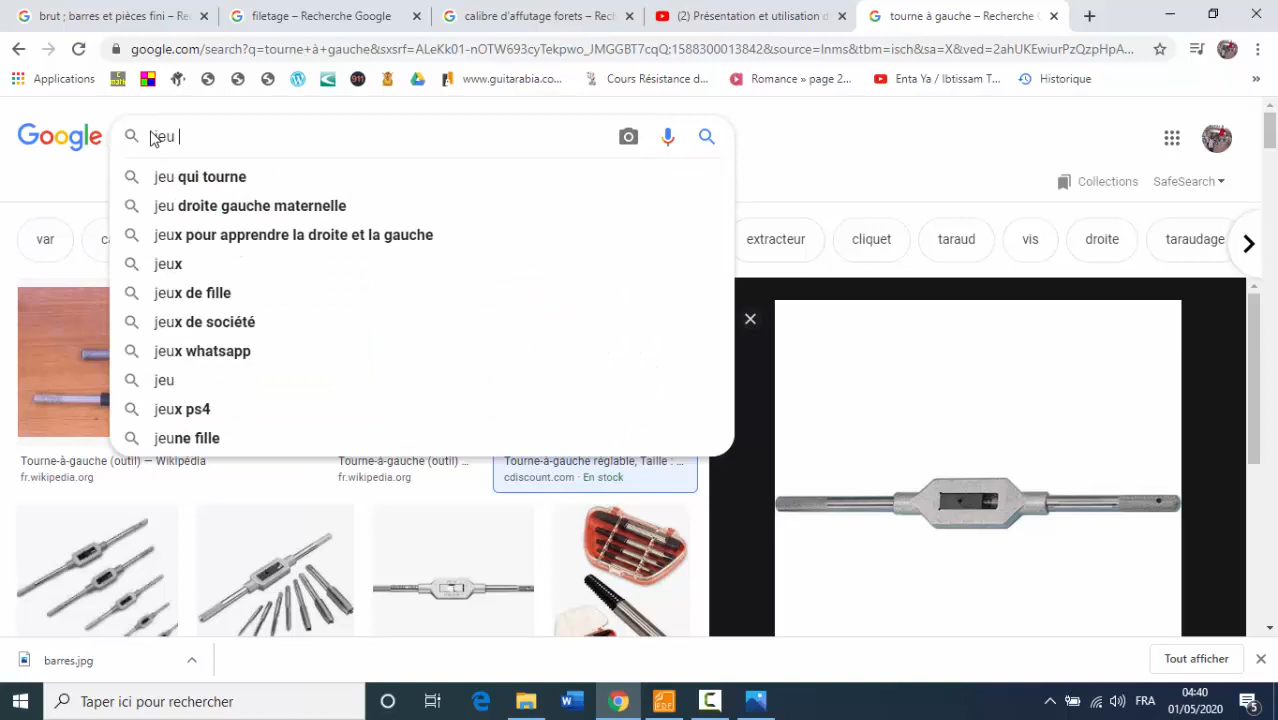 brut ; barres et pièces fini – Rec
filetage – Recherche Google
calibre d'affutage forets – Rech
(2) Présentation et utilisation d
tourne à gauche – Recherche G
google.com/search?q=tourne+à+gauche&sxsrf=ALeKk01-nOTW693cyTekpwo_JMGGBT7cqQ:1588300013842&source=lnms&tbm=isch&sa=X&ved=2ahUKEwiurPzQzpHpA...
Applications
www.guitarabia.co...
Cours Résistance d...
Romance » page 2...
Enta Ya / Ibtissam T...
Historique
»
Google
jeu
Collections
SafeSearch
jeu qui tourne
jeu droite gauche maternelle
jeux pour apprendre la droite et la gauche
jeux
jeux de fille
jeux de société
jeux whatsapp
jeu
jeux ps4
jeune fille
var
extracteur
cliquet
taraud
vis
droite
taraudage
Tourne-à-gauche (outil) — Wikipédia
fr.wikipedia.org
Tourne-à-gauche (outil) ...
fr.wikipedia.org
Tourne-à-gauche réglable, Taille : ...
cdiscount.com · En stock
barres.jpg
Tout afficher
Taper ici pour rechercher
PDF
FRA
04:40
01/05/2020
5